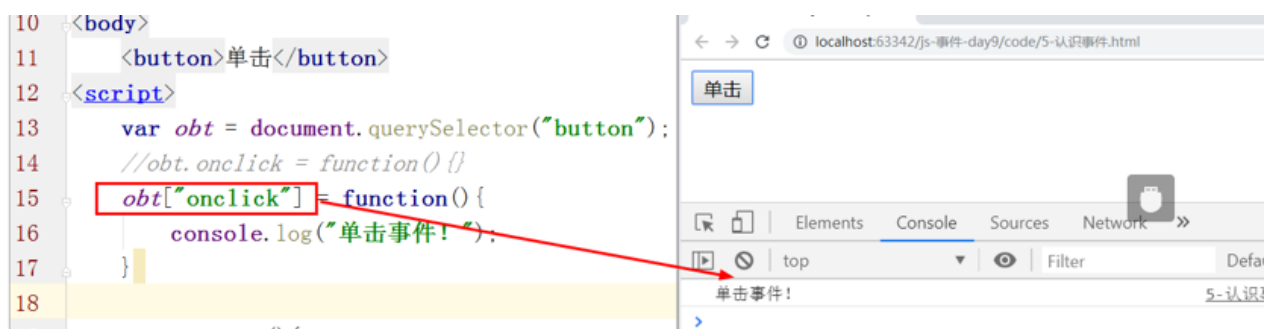 10 <body>
11 <button>单击</button>
12 <script>
13 var obt = document.querySelector("button");
14 //obt.onclick = function(){}
15 obt["onclick"] = function(){
16 console.log("单击事件!");
17 }
18
localhost:63342/js-事件-day9/code/5-认识事件.html
单击
Elements Console Sources Network »
top Filter Defau
单击事件! 5-认识
>